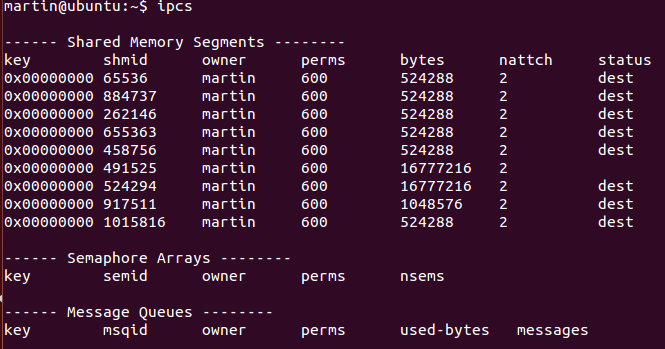 martin@ubuntu:~$ ipcs
------ Shared Memory Segments --------
key        shmid      owner      perms      bytes      nattch     status
0x00000000 65536      martin     600        524288     2          dest
0x00000000 884737     martin     600        524288     2          dest
0x00000000 262146     martin     600        524288     2          dest
0x00000000 655363     martin     600        524288     2          dest
0x00000000 458756     martin     600        524288     2          dest
0x00000000 491525     martin     600        16777216   2
0x00000000 524294     martin     600        16777216   2          dest
0x00000000 917511     martin     600        1048576    2          dest
0x00000000 1015816    martin     600        524288     2          dest
------ Semaphore Arrays --------
key        semid      owner      perms      nsems
------ Message Queues --------
key        msqid      owner      perms      used-bytes   messages